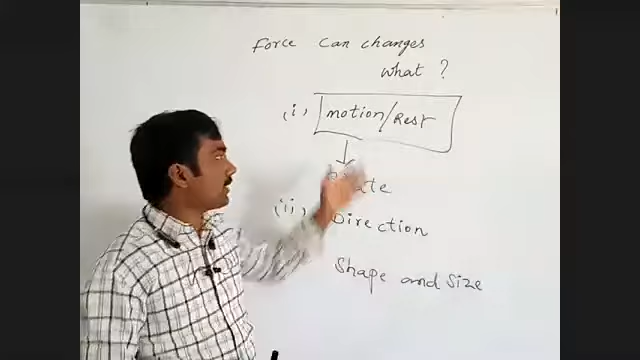 Force can changes
what ?
(i) motion/Rest
(ii) Direction
Shape and Size